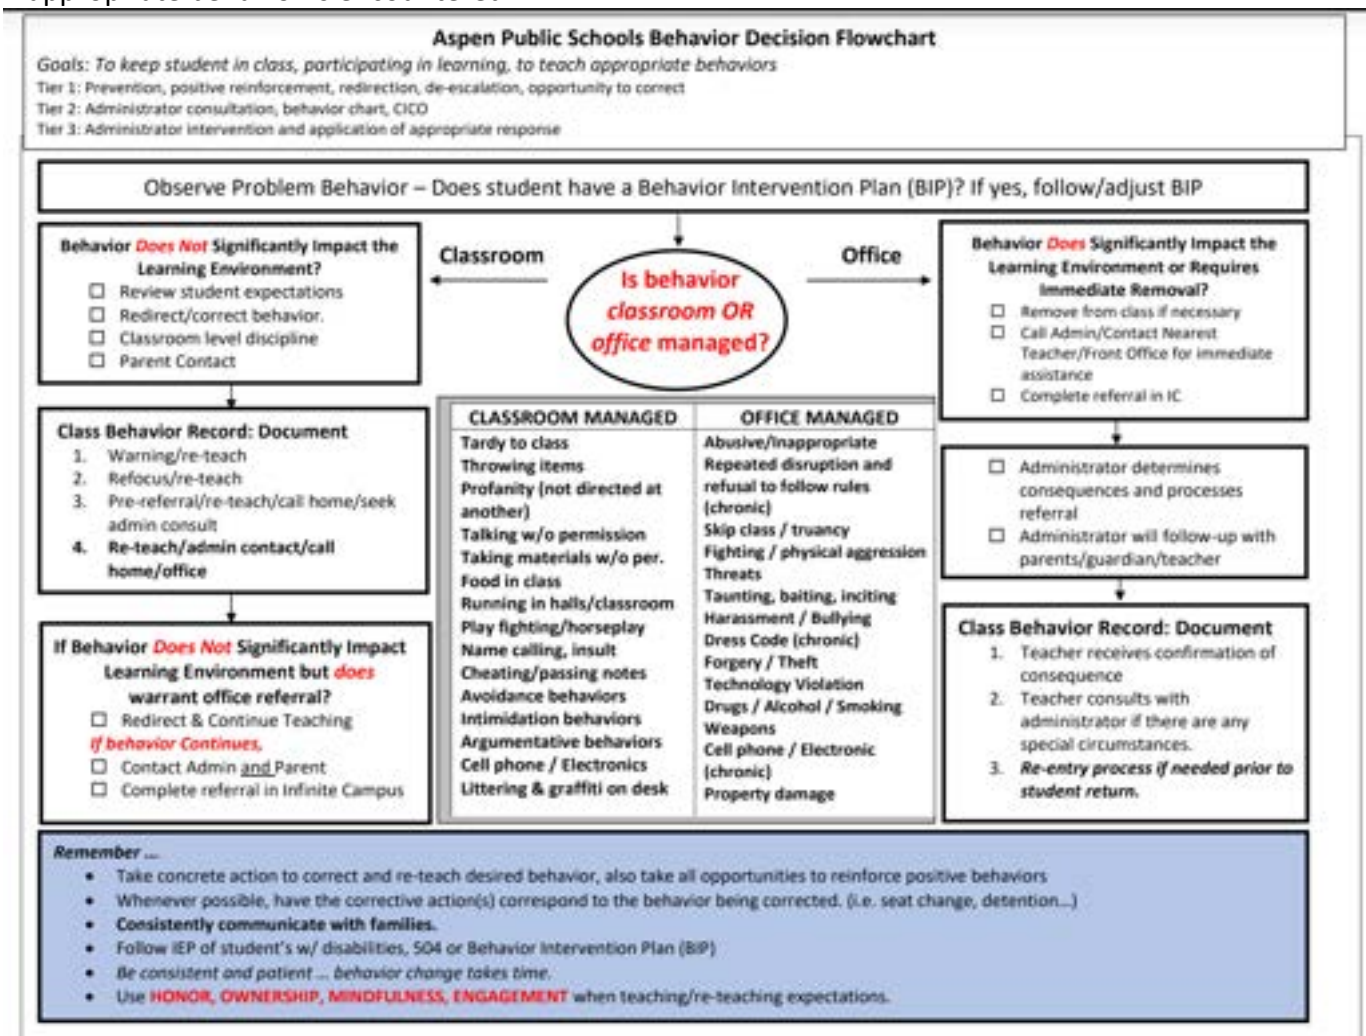 Aspen Public Schools Behavior Decision Flowchart
Goals: To keep student in class, participating in learning, to teach appropriate behaviors
Tier 1: Prevention, positive reinforcement, redirection, de-escalation, opportunity to correct
Tier 2: Administrator consultation, behavior chart, CICO
Tier 3: Administrator intervention and application of appropriate response
Observe Problem Behavior – Does student have a Behavior Intervention Plan (BIP)? If yes, follow/adjust BIP
Behavior Does Not Significantly Impact the
Learning Environment?
☐ Review student expectations
☐ Redirect/correct behavior.
☐ Classroom level discipline
☐ Parent Contact
Classroom
Is behavior
classroom OR
office managed?
Office
Behavior Does Significantly Impact the
Learning Environment or Requires
Immediate Removal?
☐ Remove from class if necessary
☐ Call Admin/Contact Nearest
Teacher/Front Office for immediate
assistance
☐ Complete referral in IC
Class Behavior Record: Document
1. Warning/re-teach
2. Refocus/re-teach
3. Pre-referral/re-teach/call home/seek
admin consult
4. Re-teach/admin contact/call
home/office
If Behavior Does Not Significantly Impact
Learning Environment but does
warrant office referral?
☐ Redirect & Continue Teaching
If behavior Continues,
☐ Contact Admin and Parent
☐ Complete referral in Infinite Campus
CLASSROOM MANAGED
Tardy to class
Throwing items
Profanity (not directed at
another)
Talking w/o permission
Taking materials w/o per.
Food in class
Running in halls/classroom
Play fighting/horseplay
Name calling, insult
Cheating/passing notes
Avoidance behaviors
Intimidation behaviors
Argumentative behaviors
Cell phone / Electronics
Littering & graffiti on desk
OFFICE MANAGED
Abusive/Inappropriate
Repeated disruption and
refusal to follow rules
(chronic)
Skip class / truancy
Fighting / physical aggression
Threats
Taunting, baiting, inciting
Harassment / Bullying
Dress Code (chronic)
Forgery / Theft
Technology Violation
Drugs / Alcohol / Smoking
Weapons
Cell phone / Electronic
(chronic)
Property damage
☐ Administrator determines
consequences and processes
referral
☐ Administrator will follow-up with
parents/guardian/teacher
Class Behavior Record: Document
1. Teacher receives confirmation of
consequence
2. Teacher consults with
administrator if there are any
special circumstances.
3. Re-entry process if needed prior to
student return.
Remember ...
• Take concrete action to correct and re-teach desired behavior, also take all opportunities to reinforce positive behaviors
• Whenever possible, have the corrective action(s) correspond to the behavior being corrected. (i.e. seat change, detention...)
• Consistently communicate with families.
• Follow IEP of student's w/ disabilities, 504 or Behavior Intervention Plan (BIP)
• Be consistent and patient ... behavior change takes time.
• Use HONOR, OWNERSHIP, MINDFULNESS, ENGAGEMENT when teaching/re-teaching expectations.